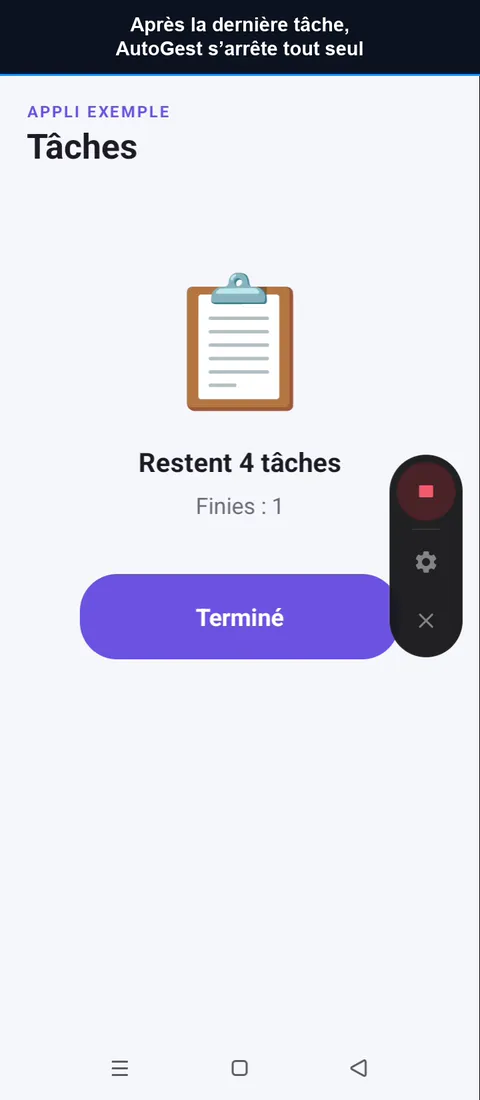 Après la dernière tâche,
AutoGest s’arrête tout seul
APPLI EXEMPLE
Tâches
Restent 4 tâches
Finies : 1
Terminé